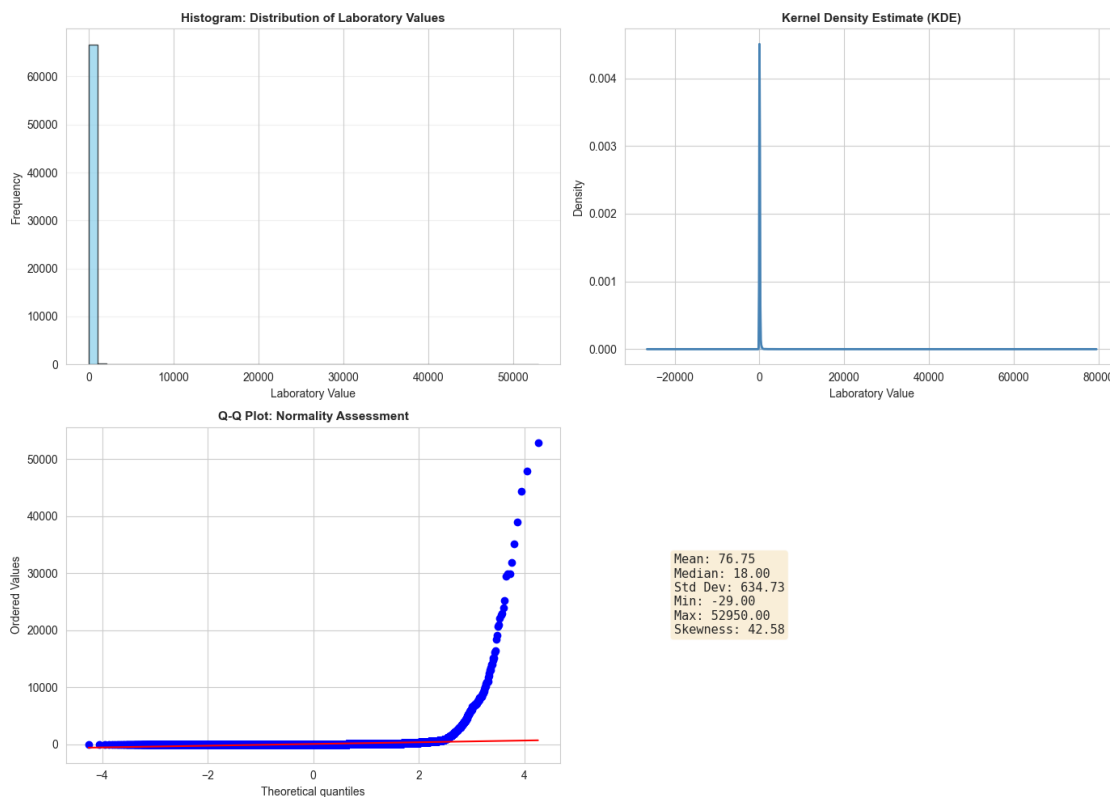 Histogram: Distribution of Laboratory Values
60000
50000
40000
30000
20000
10000
0
Frequency
0 10000 20000 30000 40000 50000
Laboratory Value
Kernel Density Estimate (KDE)
0.004
0.003
0.002
0.001
0.000
Density
−20000 0 20000 40000 60000 80000
Laboratory Value
Q-Q Plot: Normality Assessment
50000
40000
30000
20000
10000
0
Ordered Values
−4 −2 0 2 4
Theoretical quantiles
Mean: 76.75
Median: 18.00
Std Dev: 634.73
Min: -29.00
Max: 52950.00
Skewness: 42.58